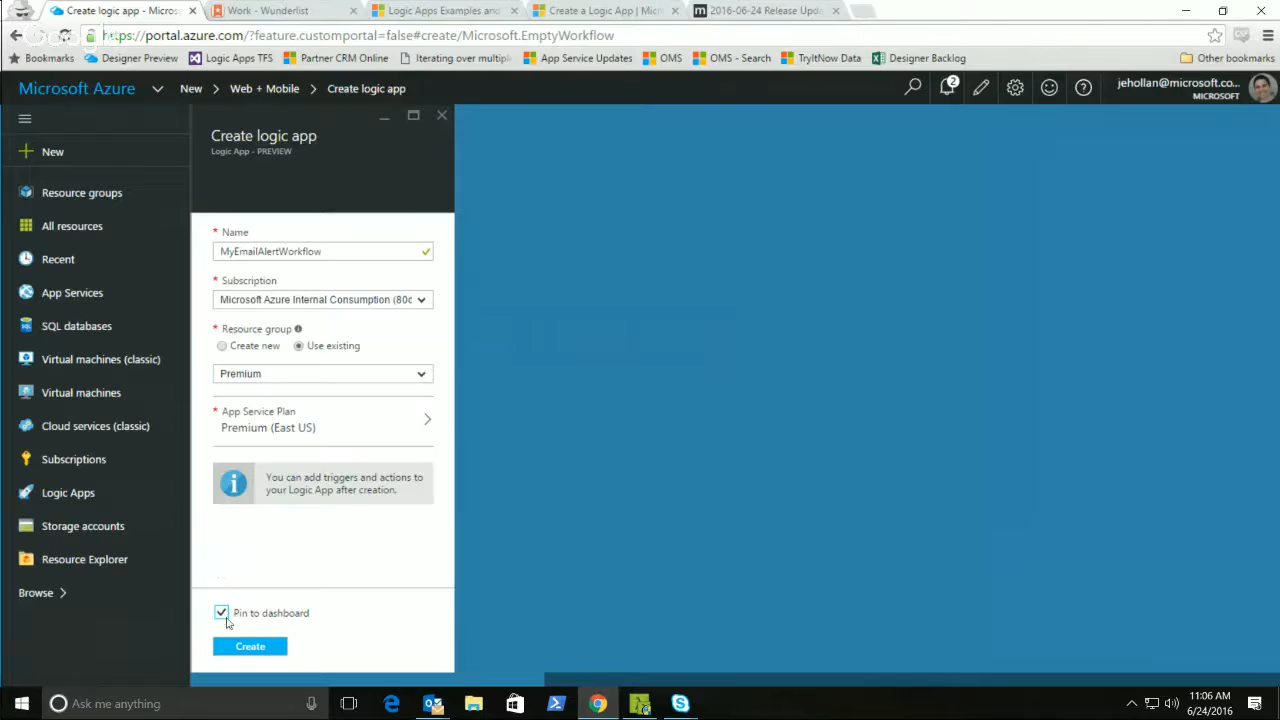 Create logic app - Micros
Work - Wunderlist
Logic Apps Examples and
Create a Logic App | Micr
2016-06-24 Release Upda
https://portal.azure.com/?feature.customportal=false#create/Microsoft.EmptyWorkflow
Bookmarks
Designer Preview
Logic Apps TFS
Partner CRM Online
Iterating over multip
App Service Updates
OMS
OMS - Search
TryItNow Data
Designer Backlog
Other bookmarks
Microsoft Azure
New > Web + Mobile > Create logic app
2
jehollan@microsoft.co...
MICROSOFT
New
Resource groups
All resources
Recent
App Services
SQL databases
Virtual machines (classic)
Virtual machines
Cloud services (classic)
Subscriptions
Logic Apps
Storage accounts
Resource Explorer
Browse >
Create logic app
Logic App - PREVIEW
* Name
MyEmailAlertWorkflow
* Subscription
Microsoft Azure Internal Consumption (80c
* Resource group
Create new
Use existing
Premium
* App Service Plan
Premium (East US)
You can add triggers and actions to
your Logic App after creation.
Pin to dashboard
Create
Ask me anything
11:06 AM
6/24/2016